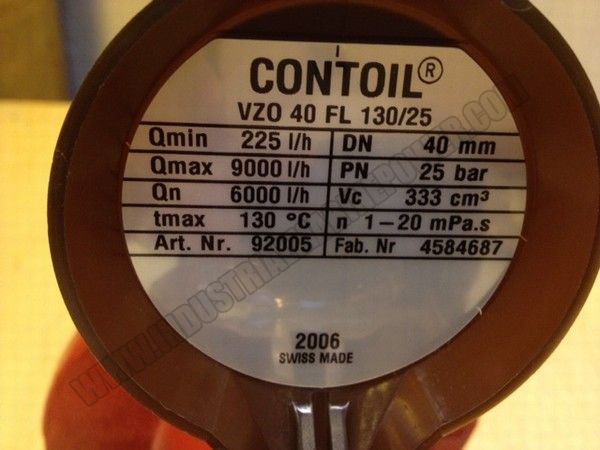 CONTOIL®
VZO 40 FL 130/25
Qmin 225 l/h DN 40 mm
Qmax 9000 l/h PN 25 bar
Qn 6000 l/h Vc 333 cm³
tmax 130 °C n 1–20 mPa.s
Art. Nr. 92005 Fab. Nr 4584687
2006
SWISS MADE